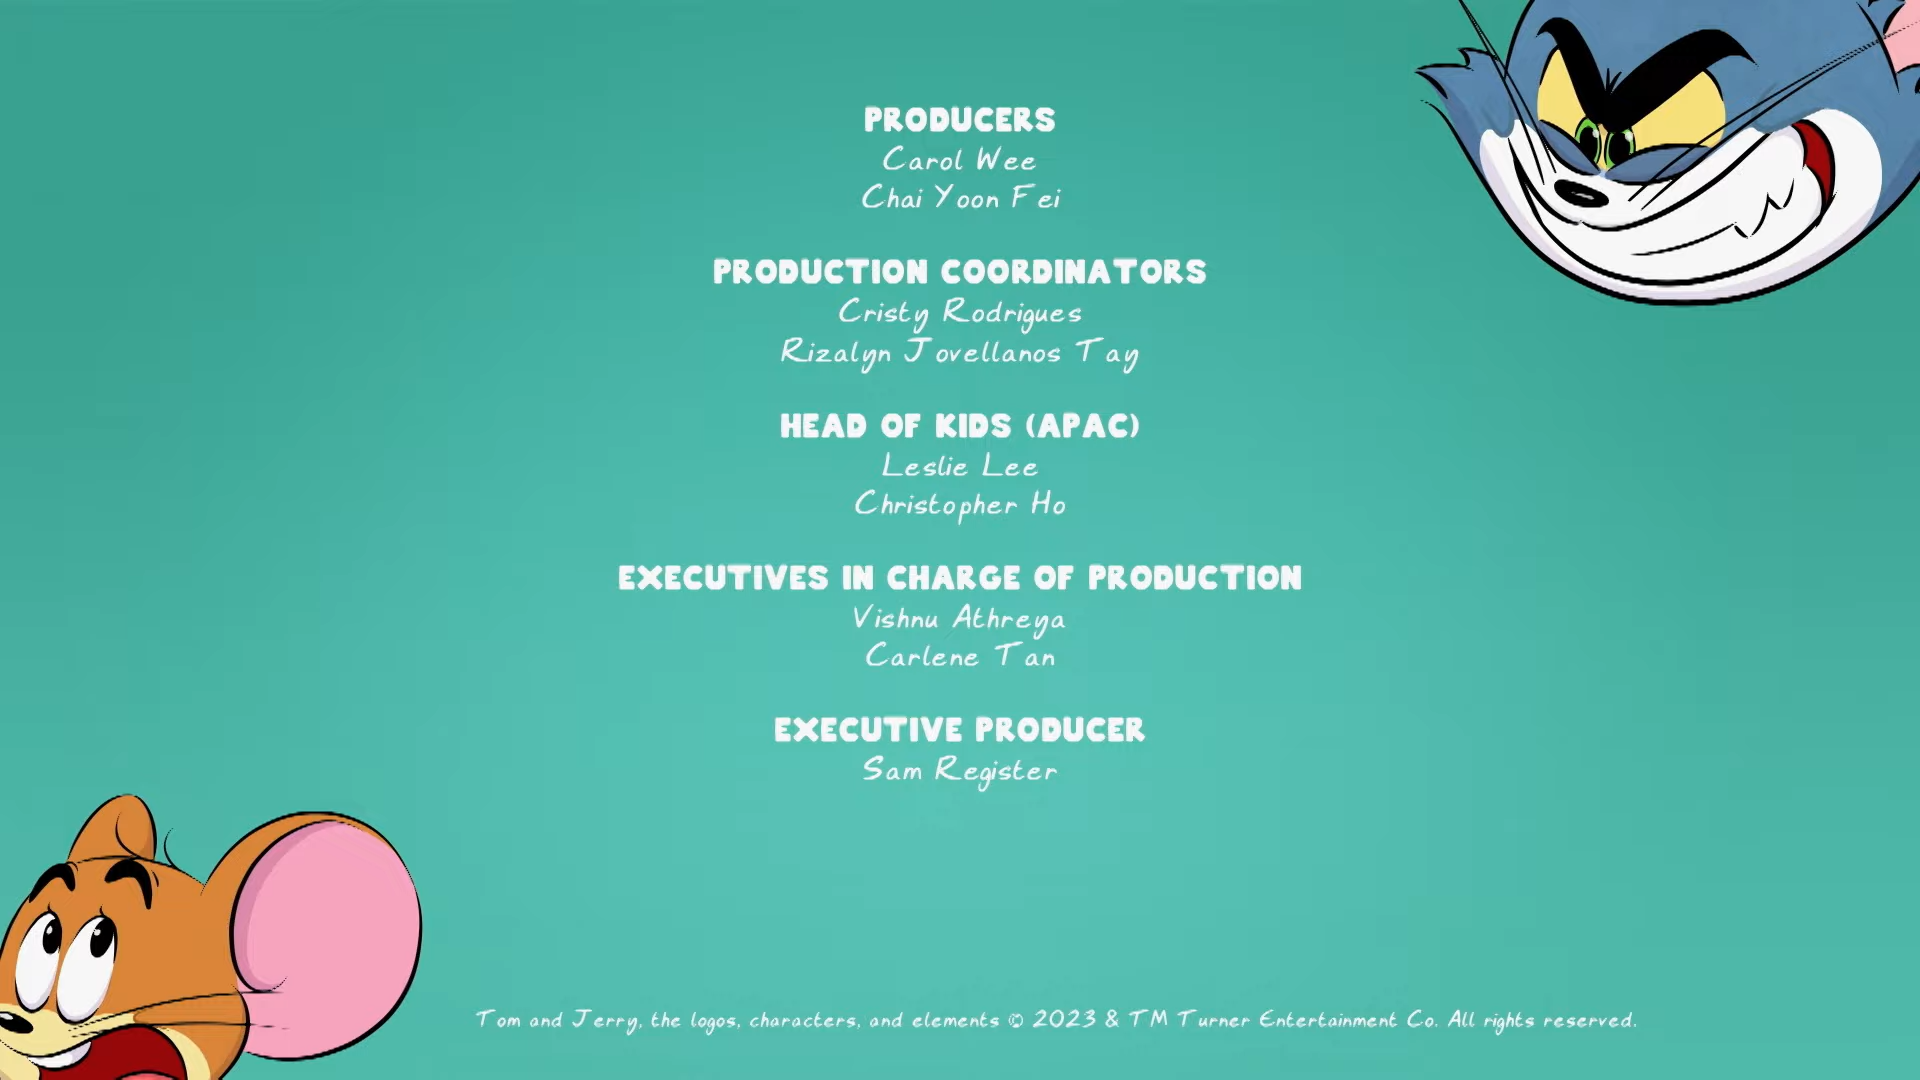 PRODUCERS
Carol Wee
Chai Yoon Fei
PRODUCTION COORDINATORS
Cristy Rodrigues
Rizalyn Jovellanos Tay
HEAD OF KIDS (APAC)
Leslie Lee
Christopher Ho
EXECUTIVES IN CHARGE OF PRODUCTION
Vishnu Athreya
Carlene Tan
EXECUTIVE PRODUCER
Sam Register
Tom and Jerry, the logos, characters, and elements © 2023 & TM Turner Entertainment Co. All rights reserved.